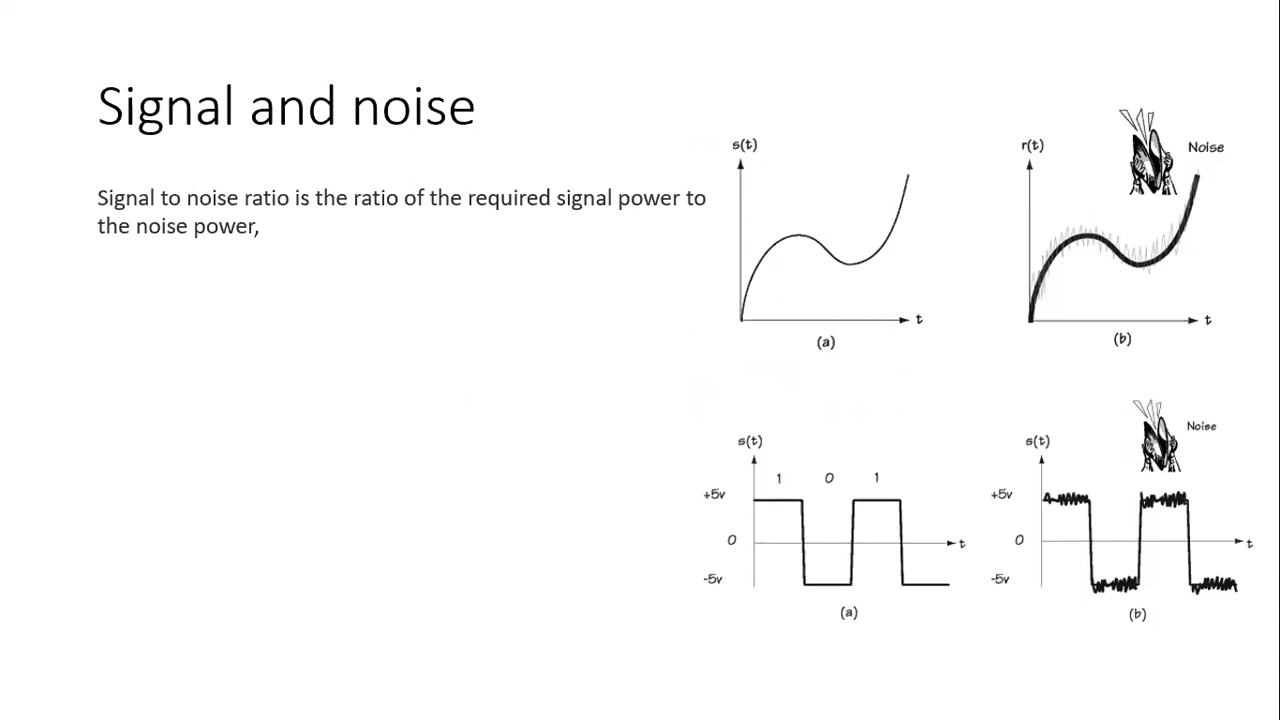 Signal and noise
Signal to noise ratio is the ratio of the required signal power to
the noise power,
s(t)
t
(a)
r(t)
Noise
t
(b)
s(t)
1 0 1
+5v
0
t
-5v
(a)
s(t)
Noise
+5v
0
t
-5v
(b)